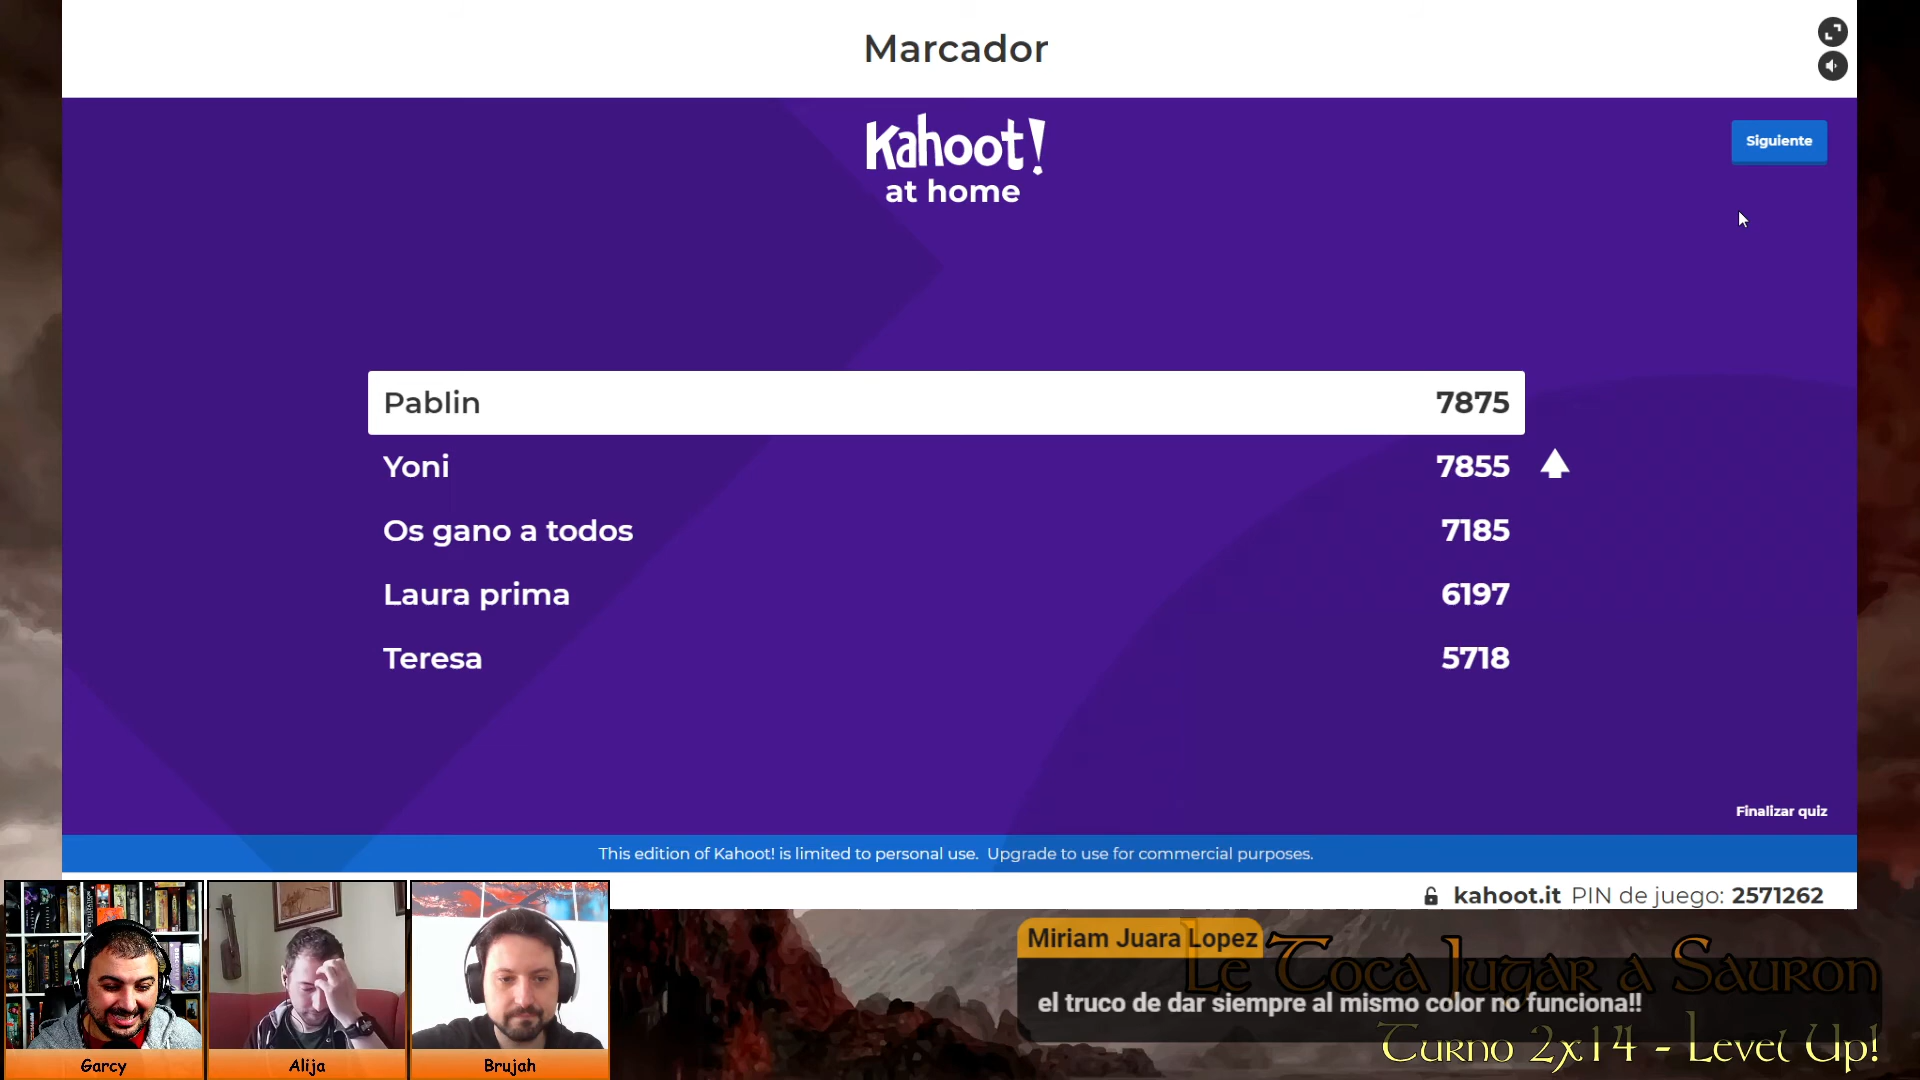 Marcador
Kahoot!
at home
Siguiente
Pablin 7875
Yoni 7855
Os gano a todos 7185
Laura prima 6197
Teresa 5718
Finalizar quiz
This edition of Kahoot! is limited to personal use. Upgrade to use for commercial purposes.
kahoot.it PIN de juego: 2571262
Miriam Juara Lopez
Le Toca Jugar a Sauron
el truco de dar siempre al mismo color no funciona!!
Turno 2x14 - Level Up!
Garcy
Alija
Brujah